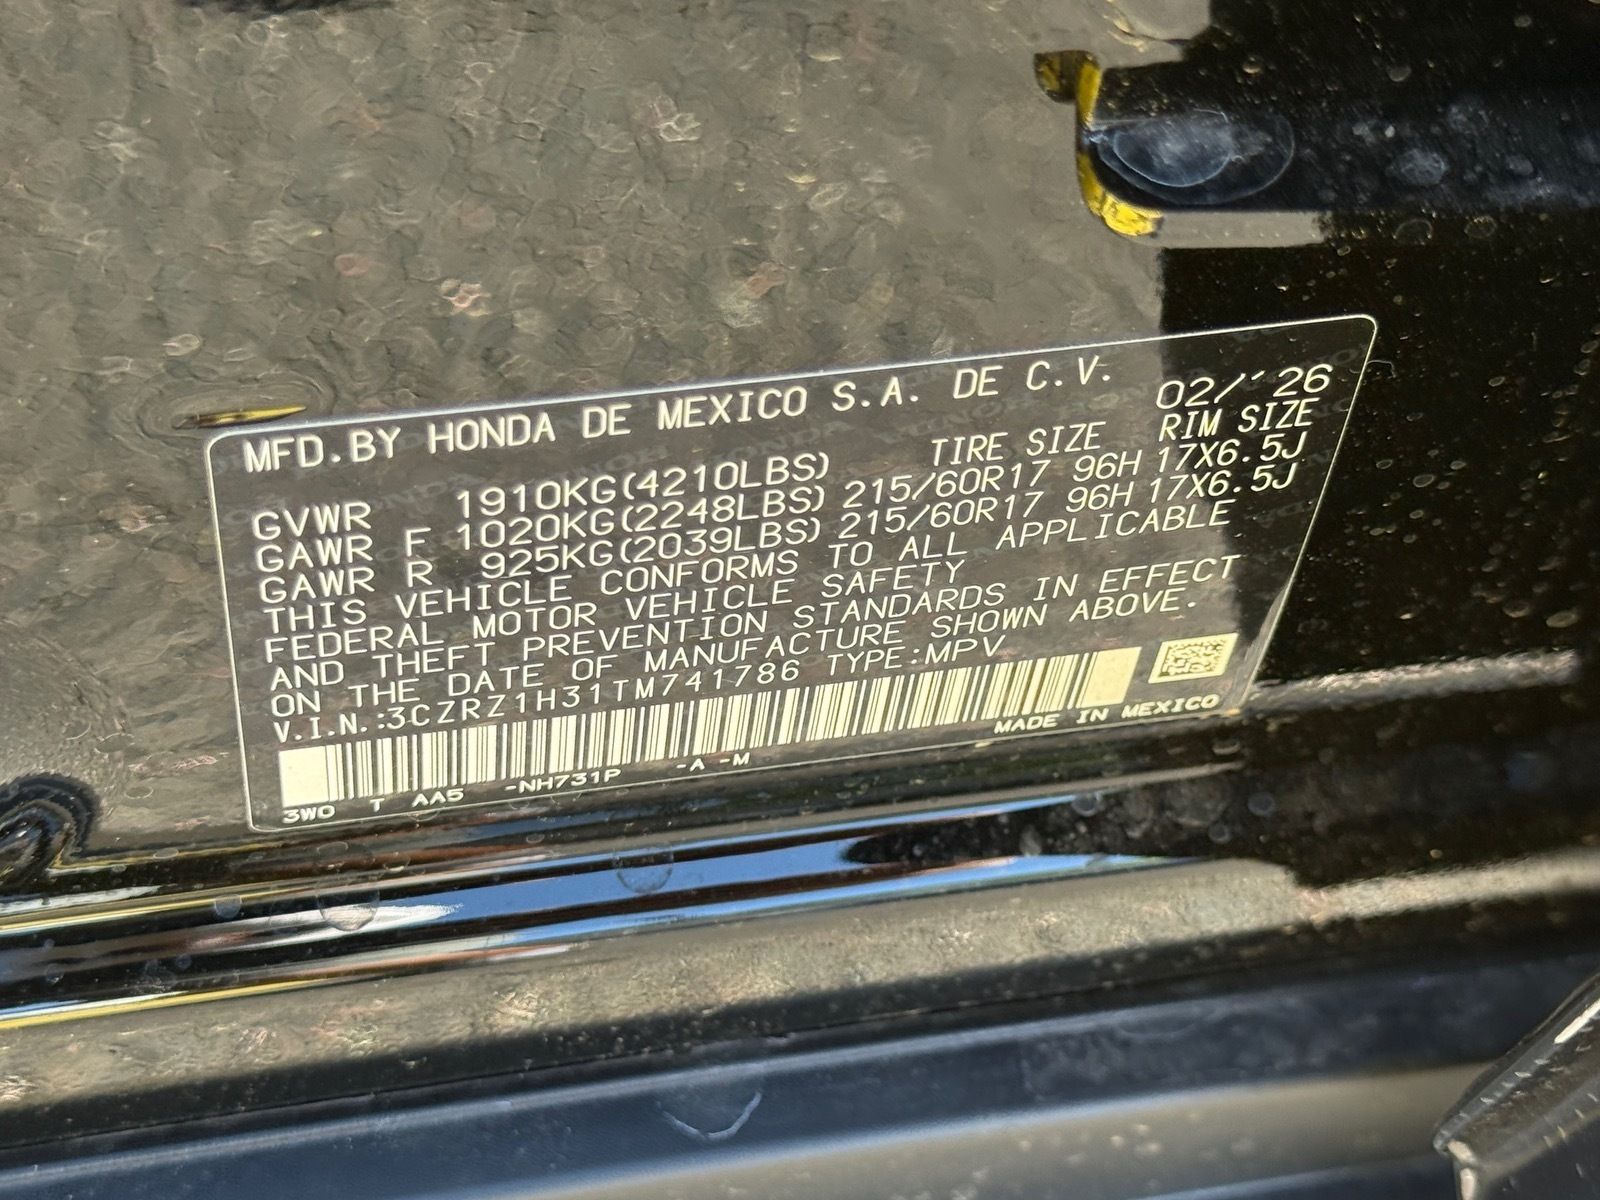 MFD.BY HONDA DE MEXICO S.A. DE C.V. 02/'26
TIRE SIZE RIM SIZE
GVWR 1910KG(4210LBS)
GAWR F 1020KG(2248LBS) 215/60R17 96H 17X6.5J
GAWR R 925KG(2039LBS) 215/60R17 96H 17X6.5J
THIS VEHICLE CONFORMS TO ALL APPLICABLE
FEDERAL MOTOR VEHICLE SAFETY
AND THEFT PREVENTION STANDARDS IN EFFECT
ON THE DATE OF MANUFACTURE SHOWN ABOVE.
V.I.N.:3CZRZ1H31TM741786 TYPE:MPV
MADE IN MEXICO
3WO T AA5 -NH731P -A -M